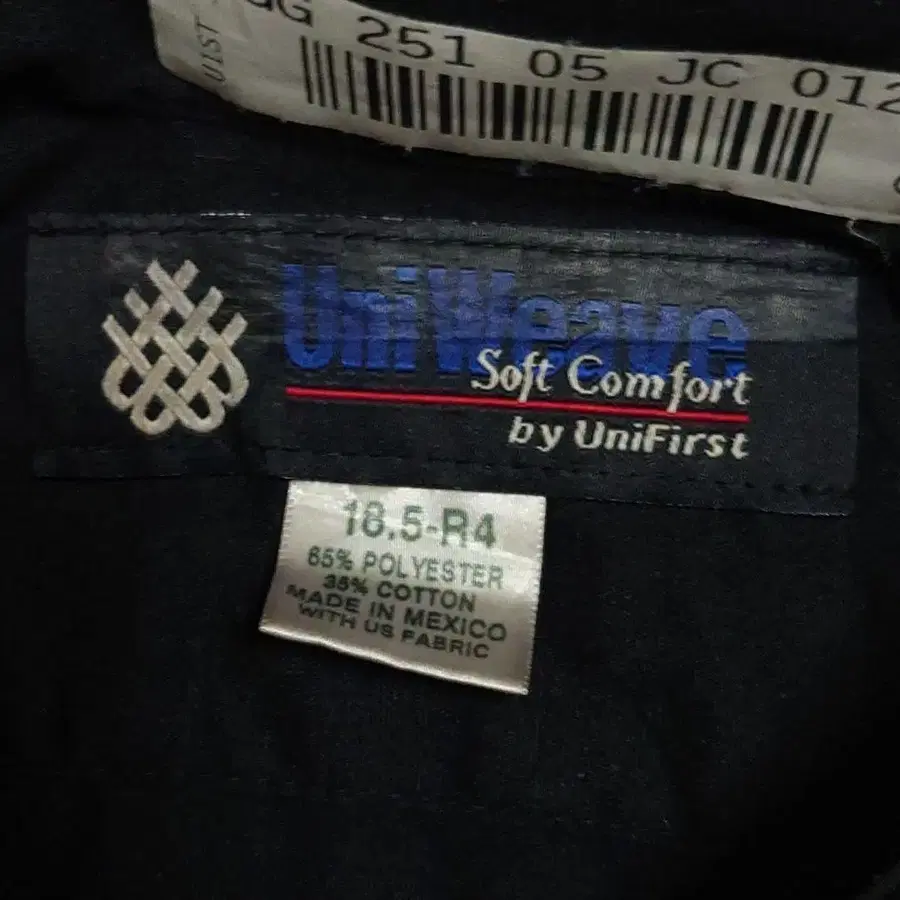 GG 251 05 JC 012
U1ST
UniWeave
Soft Comfort
by UniFirst
18.5-R4
65% POLYESTER
35% COTTON
MADE IN MEXICO
WITH US FABRIC